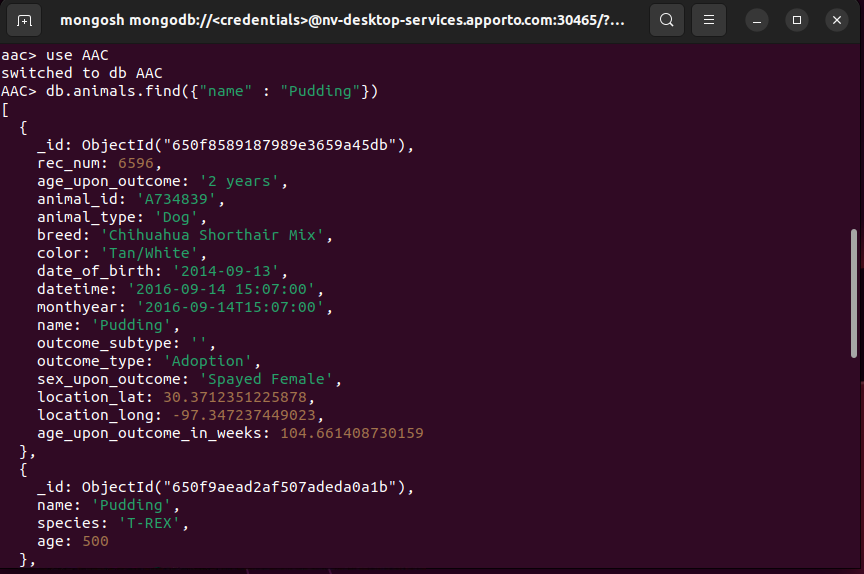 mongosh mongodb://<credentials>@nv-desktop-services.apporto.com:30465/?...
aac> use AAC
switched to db AAC
AAC> db.animals.find({"name" : "Pudding"})
[
  {
    _id: ObjectId("650f8589187989e3659a45db"),
    rec_num: 6596,
    age_upon_outcome: '2 years',
    animal_id: 'A734839',
    animal_type: 'Dog',
    breed: 'Chihuahua Shorthair Mix',
    color: 'Tan/White',
    date_of_birth: '2014-09-13',
    datetime: '2016-09-14 15:07:00',
    monthyear: '2016-09-14T15:07:00',
    name: 'Pudding',
    outcome_subtype: '',
    outcome_type: 'Adoption',
    sex_upon_outcome: 'Spayed Female',
    location_lat: 30.3712351225878,
    location_long: -97.347237449023,
    age_upon_outcome_in_weeks: 104.661408730159
  },
  {
    _id: ObjectId("650f9aead2af507adeda0a1b"),
    name: 'Pudding',
    species: 'T-REX',
    age: 500
  },